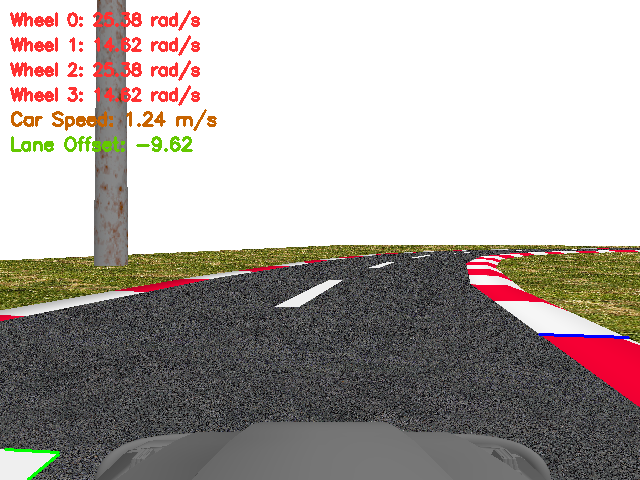 Wheel 0: 25.38 rad/s
Wheel 1: 14.62 rad/s
Wheel 2: 25.38 rad/s
Wheel 3: 14.62 rad/s
Car Speed: 1.24 m/s
Lane Offset: -9.62